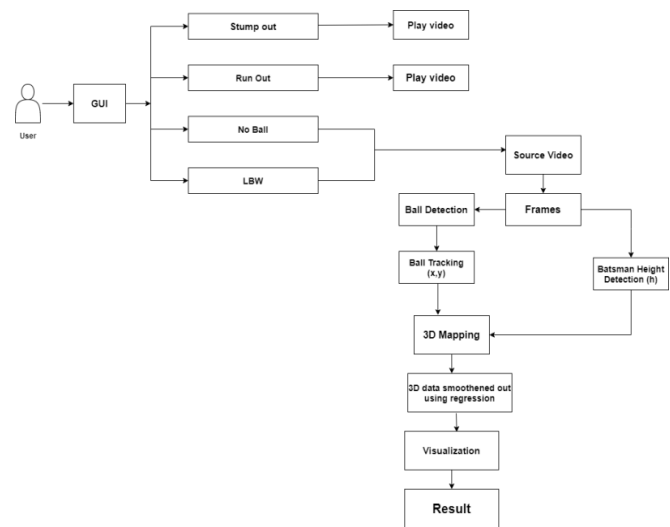 Stump out
Play video
Run Out
Play video
GUI
User
No Ball
LBW
Source Video
Frames
Ball Detection
Ball Tracking
(x,y)
Batsman Height
Detection (h)
3D Mapping
3D data smoothened out
using regression
Visualization
Result